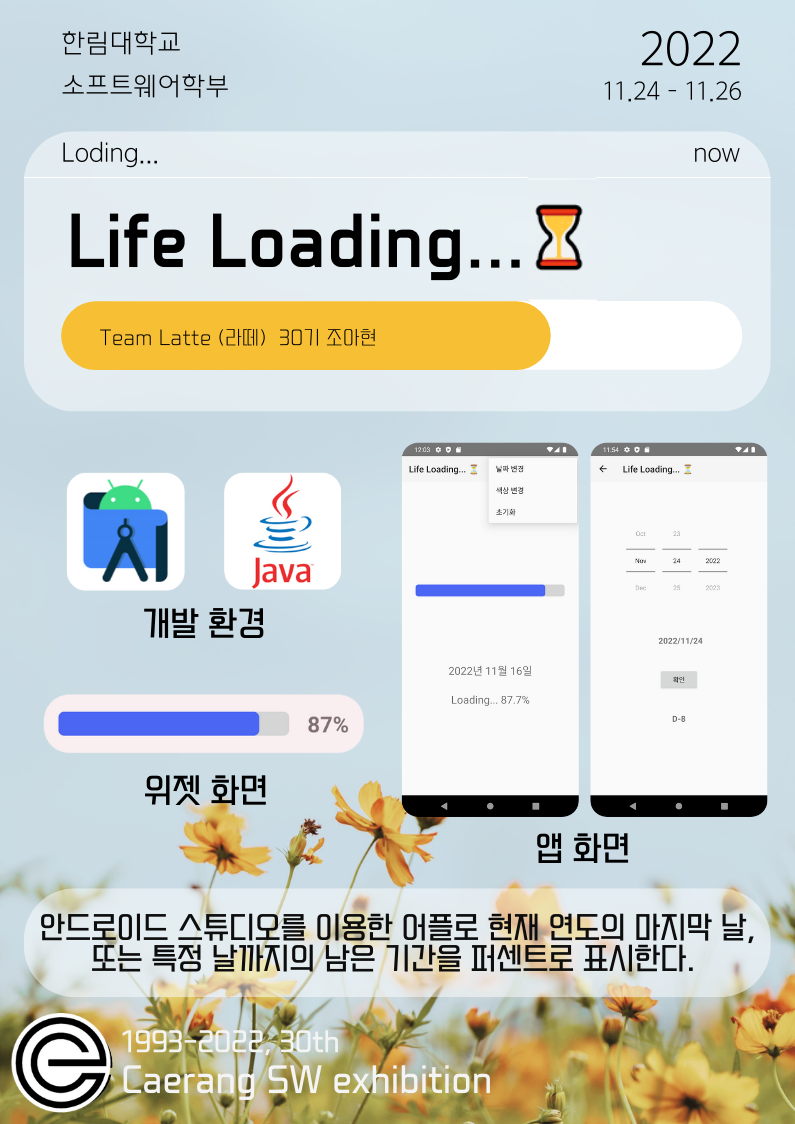 한림대학교
소프트웨어학부
2022
11.24 - 11.26
Loding...
now
Life Loading...
Team Latte (라떼) 30기 조아현
Java
개발 환경
87%
위젯 화면
12:03
Life Loading...
날짜 변경
색상 변경
초기화
2022년 11월 16일
Loading... 87.7%
11:54
Life Loading...
Oct 23
Nov 24 2022
Dec 25 2023
2022/11/24
확인
D-8
앱 화면
안드로이드 스튜디오를 이용한 어플로 현재 연도의 마지막 날,
또는 특정 날까지의 남은 기간을 퍼센트로 표시한다.
1993-2022, 30th
Caerang SW exhibition